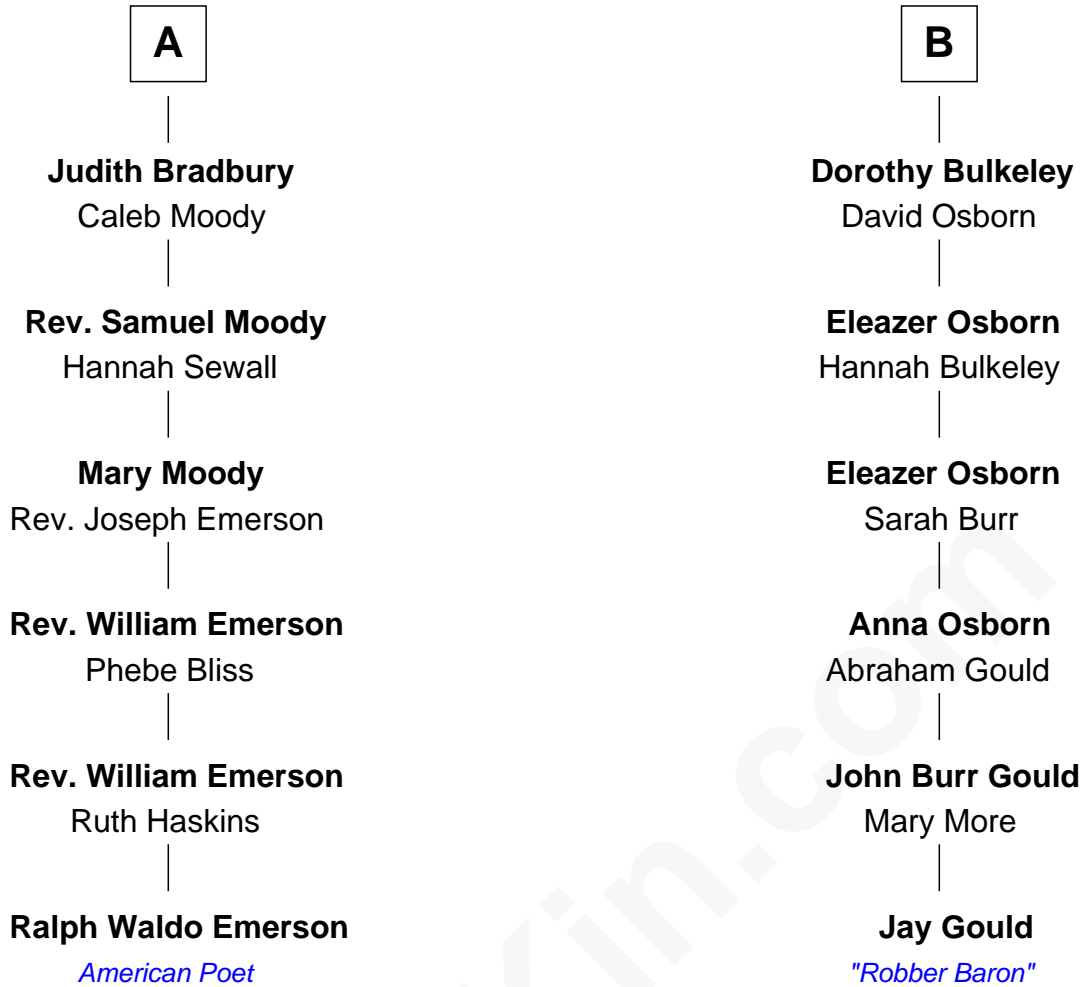 A
Judith Bradbury
Caleb Moody
Rev. Samuel Moody
Hannah Sewall
Mary Moody
Rev. Joseph Emerson
Rev. William Emerson
Phebe Bliss
Rev. William Emerson
Ruth Haskins
Ralph Waldo Emerson
American Poet
B
Dorothy Bulkeley
David Osborn
Eleazer Osborn
Hannah Bulkeley
Eleazer Osborn
Sarah Burr
Anna Osborn
Abraham Gould
John Burr Gould
Mary More
Jay Gould
"Robber Baron"
Kin.com